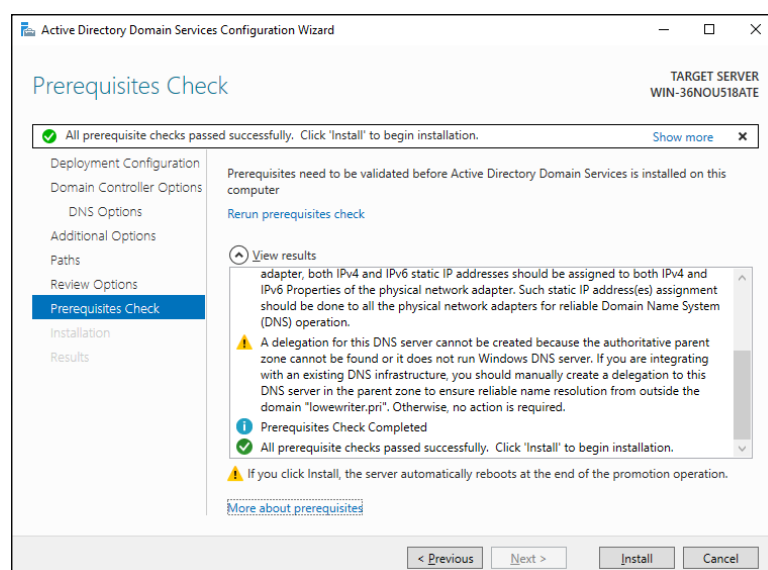 Active Directory Domain Services Configuration Wizard
Prerequisites Check
TARGET SERVER
WIN-36NOU518ATE
All prerequisite checks passed successfully. Click 'Install' to begin installation.
Show more
Deployment Configuration
Domain Controller Options
DNS Options
Additional Options
Paths
Review Options
Prerequisites Check
Installation
Results
Prerequisites need to be validated before Active Directory Domain Services is installed on this
computer
Rerun prerequisites check
View results
adapter, both IPv4 and IPv6 static IP addresses should be assigned to both IPv4 and
IPv6 Properties of the physical network adapter. Such static IP address(es) assignment
should be done to all the physical network adapters for reliable Domain Name System
(DNS) operation.
A delegation for this DNS server cannot be created because the authoritative parent
zone cannot be found or it does not run Windows DNS server. If you are integrating
with an existing DNS infrastructure, you should manually create a delegation to this
DNS server in the parent zone to ensure reliable name resolution from outside the
domain "lowewriter.pri". Otherwise, no action is required.
Prerequisites Check Completed
All prerequisite checks passed successfully. Click 'Install' to begin installation.
If you click Install, the server automatically reboots at the end of the promotion operation.
More about prerequisites
< Previous
Next >
Install
Cancel